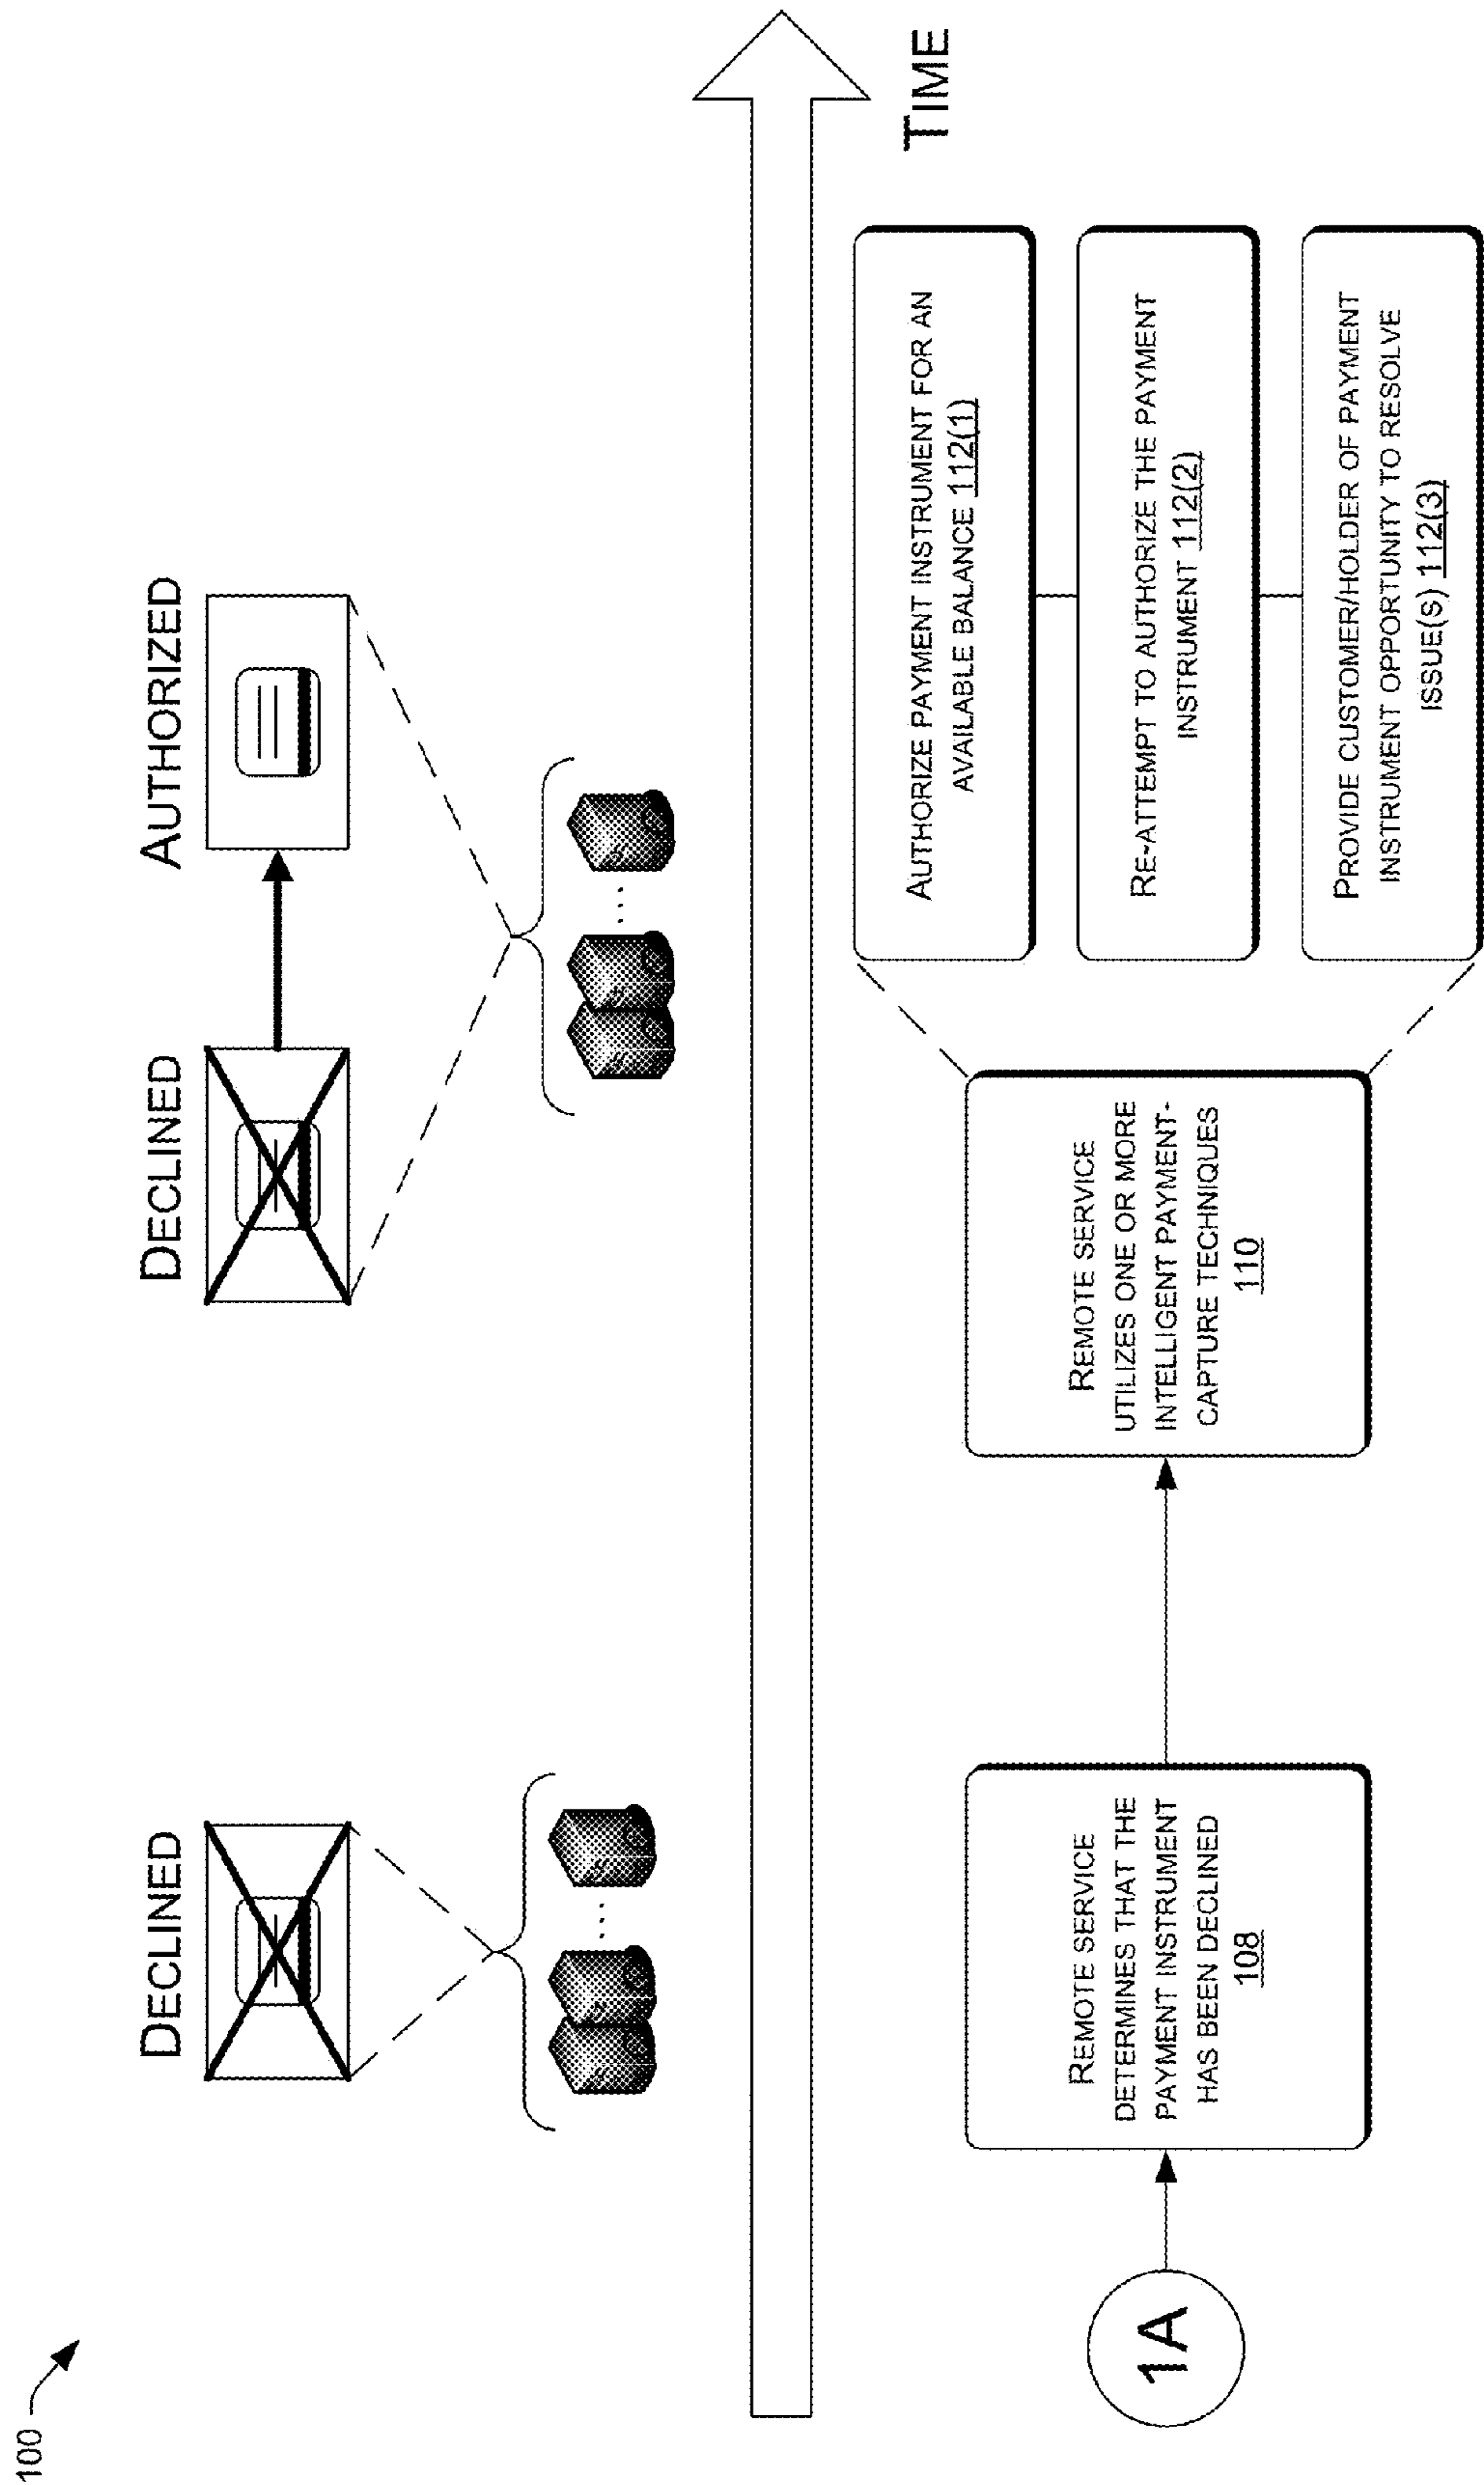 100
DECLINED
DECLINED
AUTHORIZED
TIME
1A
REMOTE SERVICE
DETERMINES THAT THE
PAYMENT INSTRUMENT
HAS BEEN DECLINED
108
REMOTE SERVICE
UTILIZES ONE OR MORE
INTELLIGENT PAYMENT-
CAPTURE TECHNIQUES
110
AUTHORIZE PAYMENT INSTRUMENT FOR AN
AVAILABLE BALANCE 112(1)
RE-ATTEMPT TO AUTHORIZE THE PAYMENT
INSTRUMENT 112(2)
PROVIDE CUSTOMER/HOLDER OF PAYMENT
INSTRUMENT OPPORTUNITY TO RESOLVE
ISSUE(S) 112(3)